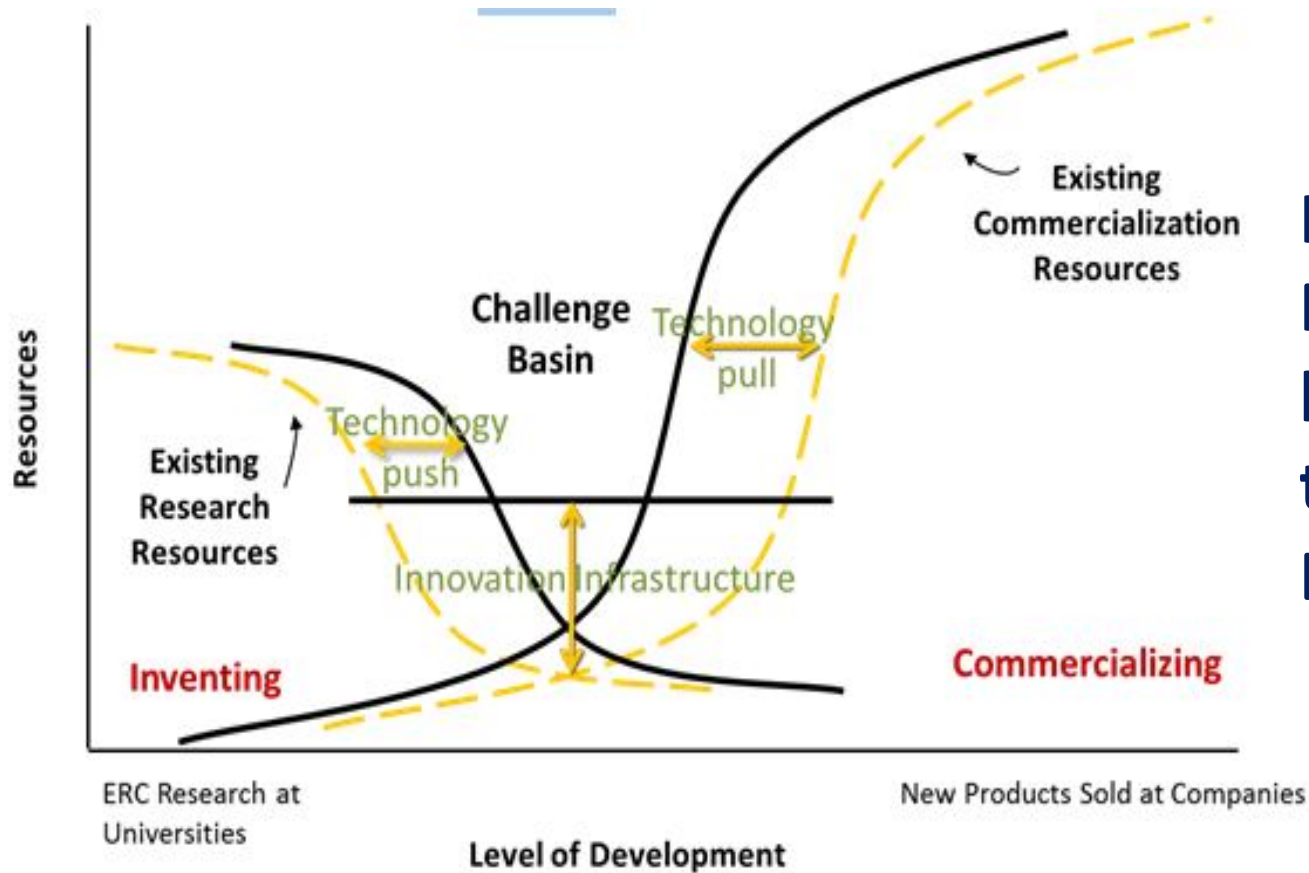 Resources
Challenge
Basin
Existing
Commercialization
Resources
Technology
pull
Technology
push
Existing
Research
Resources
Innovation Infrastructure
Inventing
Commercializing
ERC Research at
Universities
New Products Sold at Companies
Level of Development